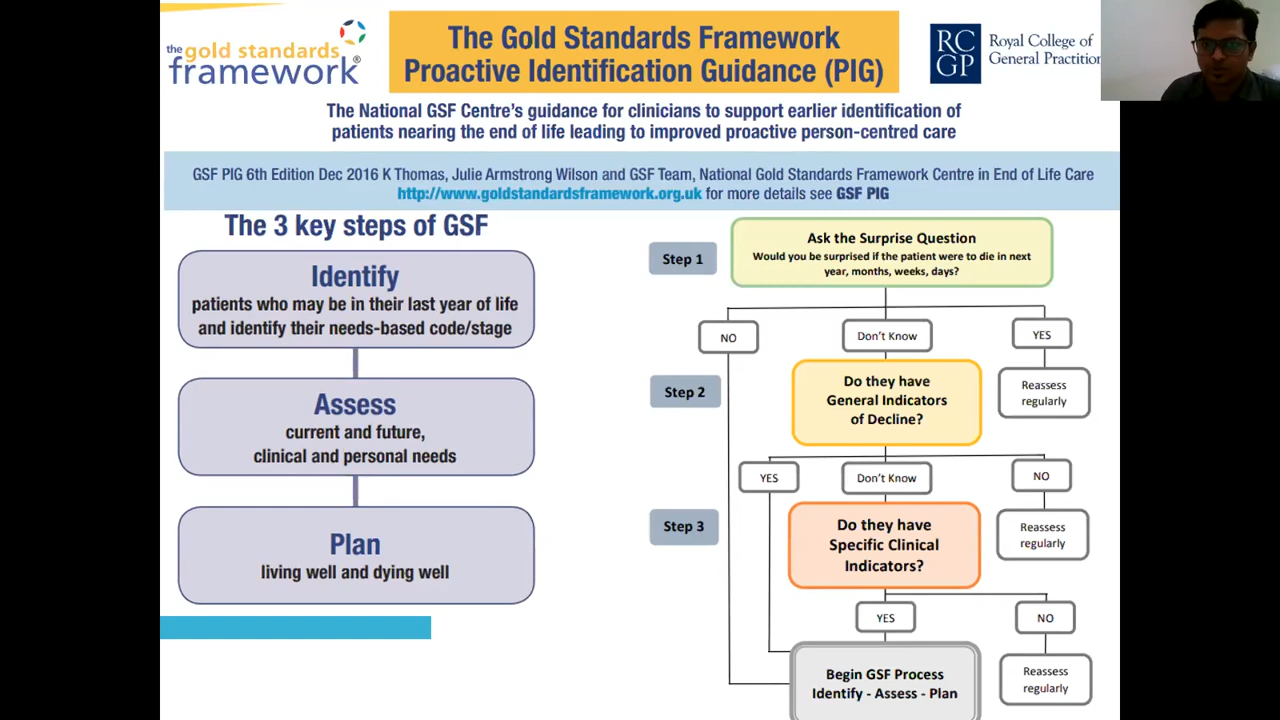 the gold standards
framework®
The Gold Standards Framework
Proactive Identification Guidance (PIG)
RC
GP
Royal College of
General
The National GSF Centre's guidance for clinicians to support earlier identification of
patients nearing the end of life leading to improved proactive person-centred care
GSF PIG 6th Edition Dec 2016 K Thomas, Julie Armstrong Wilson and GSF Team, National Gold Standards Framework Centre in End of Life Care
http://www.goldstandardsframework.org.uk for more details see GSF PIG
The 3 key steps of GSF
Identify
patients who may be in their last year of life
and identify their needs-based code/stage
Assess
current and future,
clinical and personal needs
Plan
living well and dying well
Step 1
Ask the Surprise Question
Would you be surprised if the patient were to die in next
year, months, weeks, days?
NO
Don't Know
YES
Step 2
Do they have
General Indicators
of Decline?
Reassess
regularly
YES
Don't Know
NO
Step 3
Do they have
Specific Clinical
Indicators?
Reassess
regularly
YES
NO
Begin GSF Process
Identify - Assess - Plan
Reassess
regularly